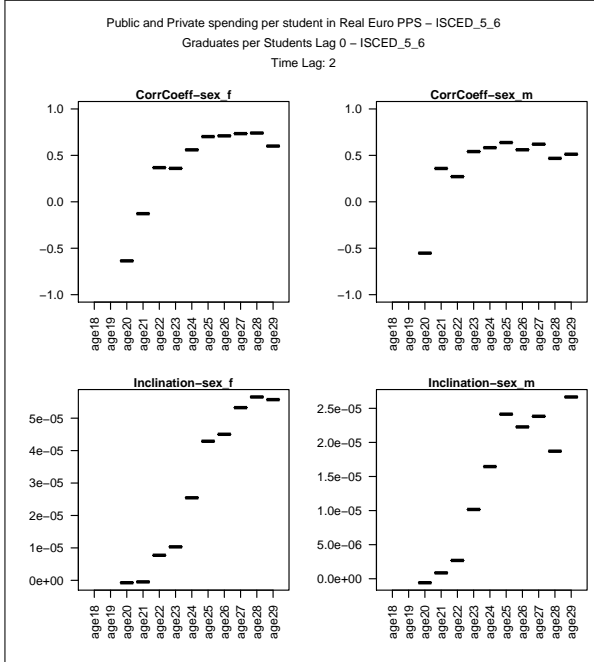 Public and Private spending per student in Real Euro PPS − ISCED_5_6
Graduates per Students Lag 0 − ISCED_5_6
Time Lag: 2
CorrCoeff−sex_f
1.0
0.5
0.0
−0.5
−1.0
age18
age19
age20
age21
age22
age23
age24
age25
age26
age27
age28
age29
CorrCoeff−sex_m
1.0
0.5
0.0
−0.5
−1.0
age18
age19
age20
age21
age22
age23
age24
age25
age26
age27
age28
age29
Inclination−sex_f
5e−05
4e−05
3e−05
2e−05
1e−05
0e+00
age18
age19
age20
age21
age22
age23
age24
age25
age26
age27
age28
age29
Inclination−sex_m
2.5e−05
2.0e−05
1.5e−05
1.0e−05
5.0e−06
0.0e+00
age18
age19
age20
age21
age22
age23
age24
age25
age26
age27
age28
age29